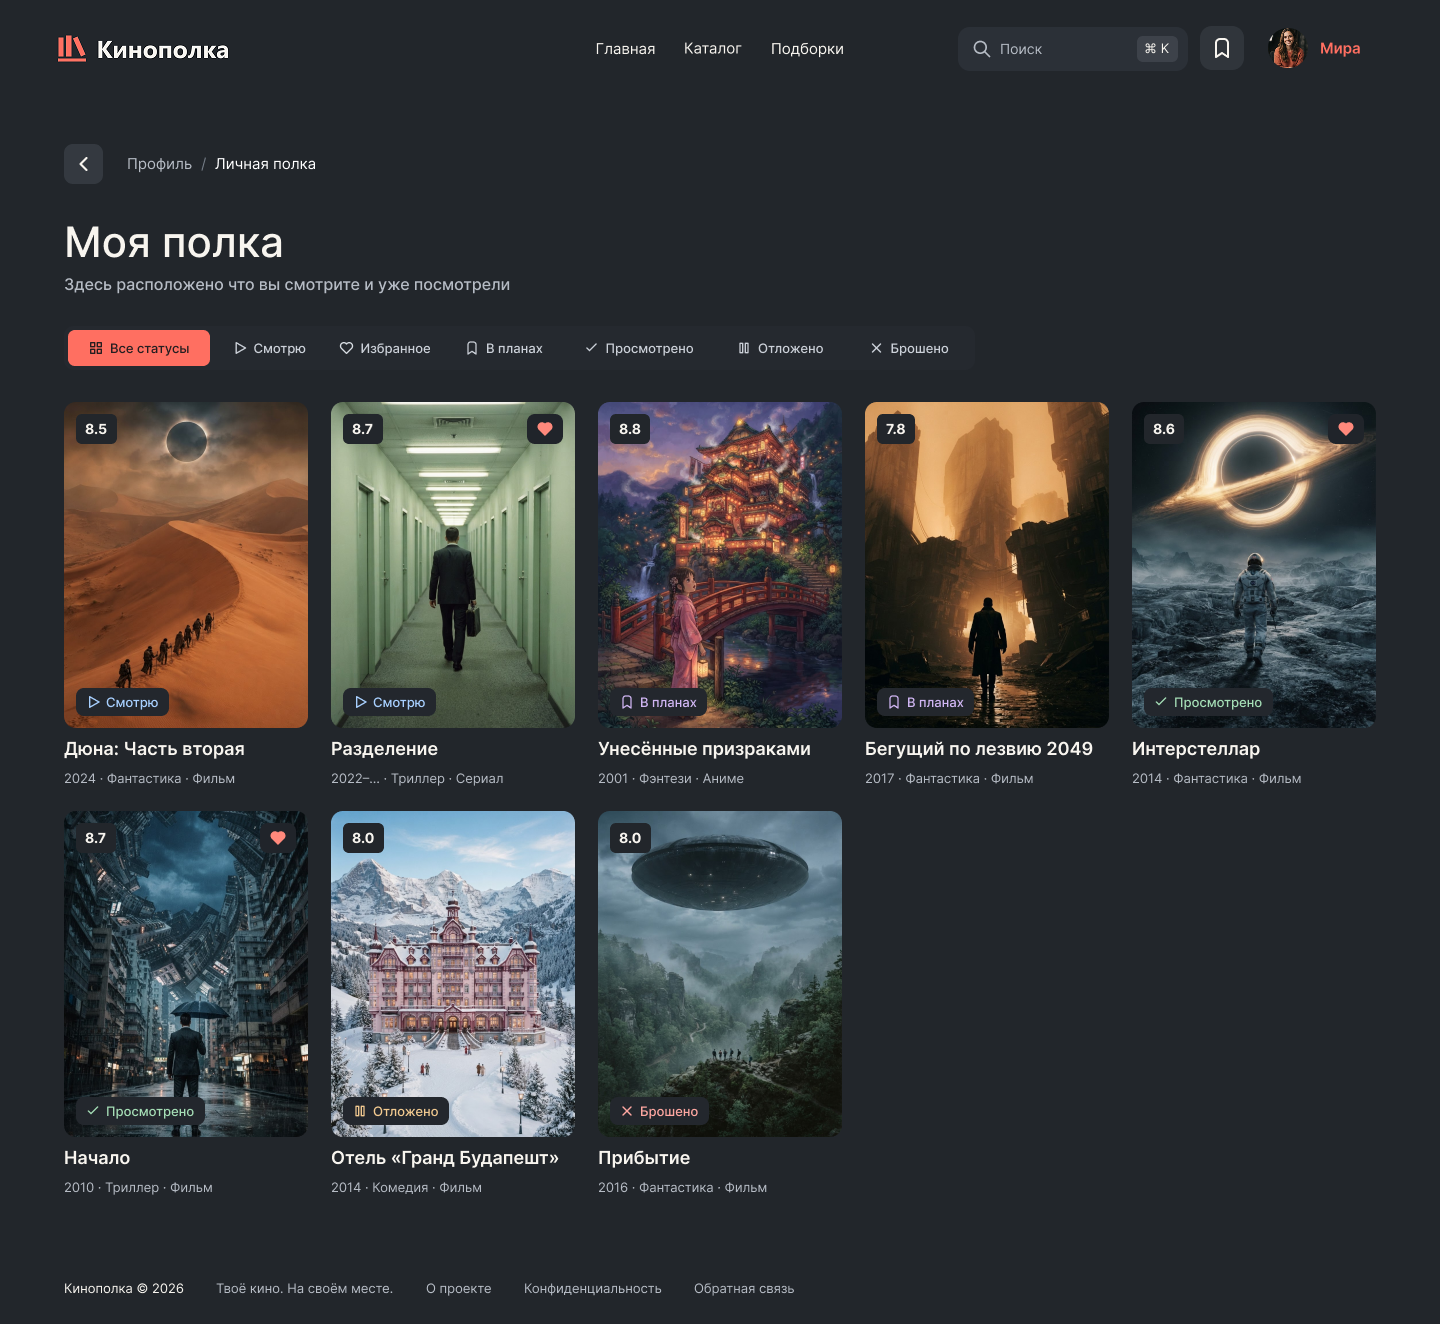 Кинополка
Главная Каталог Подборки
Поиск ⌘ K
Мира
Профиль / Личная полка
Моя полка
Здесь расположено что вы смотрите и уже посмотрели
Все статусы Смотрю Избранное В планах Просмотрено Отложено Брошено
8.5 8.7 8.8 7.8 8.6
Смотрю Смотрю В планах В планах Просмотрено
Дюна: Часть вторая Разделение Унесённые призраками Бегущий по лезвию 2049 Интерстеллар
2024 · Фантастика · Фильм 2022–... · Триллер · Сериал 2001 · Фэнтези · Аниме 2017 · Фантастика · Фильм 2014 · Фантастика · Фильм
8.7 8.0 8.0
Просмотрено Отложено Брошено
Начало Отель «Гранд Будапешт» Прибытие
2010 · Триллер · Фильм 2014 · Комедия · Фильм 2016 · Фантастика · Фильм
Кинополка © 2026 Твоё кино. На своём месте. О проекте Конфиденциальность Обратная связь